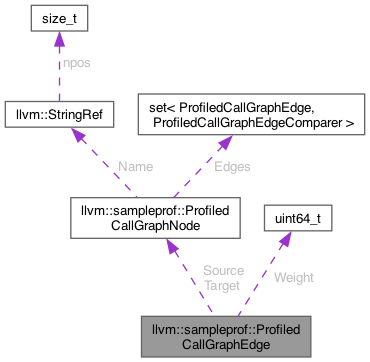 size_t
npos
llvm::StringRef
set< ProfiledCallGraphEdge,
ProfiledCallGraphEdgeComparer >
Name
Edges
llvm::sampleprof::Profiled
CallGraphNode
uint64_t
Source
Target
Weight
llvm::sampleprof::Profiled
CallGraphEdge